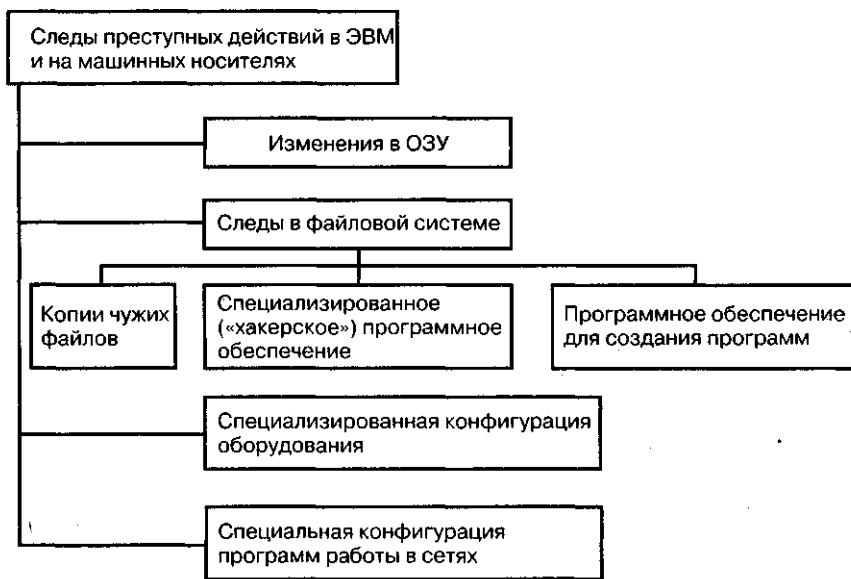 Следы преступных действий в ЭВМ
и на машинных носителях
Изменения в ОЗУ
Следы в файловой системе
Копии чужих
файлов
Специализированное
(«хакерское») программное
обеспечение
Программное обеспечение
для создания программ
Специализированная конфигурация
оборудования
Специальная конфигурация
программ работы в сетях